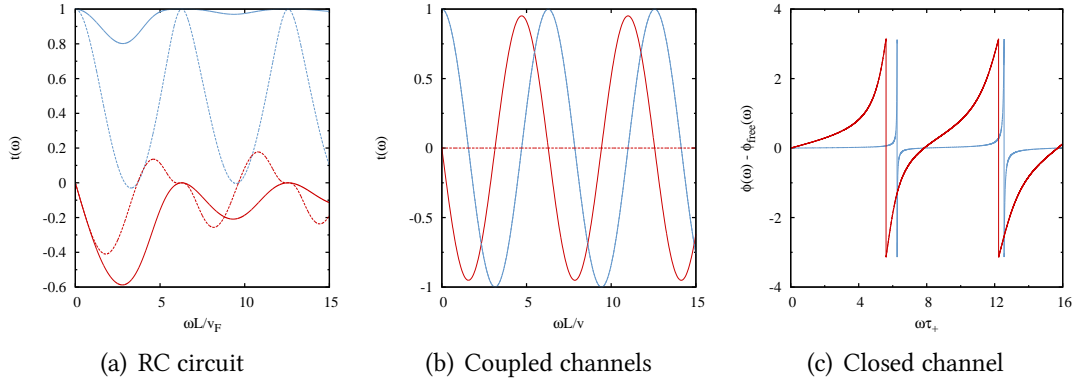 1
0.8
0.6
0.4
0.2
0
-0.2
-0.4
-0.6
0 5 10 15
t(ω)
ωL/vF
(a) RC circuit
1
0.5
0
-0.5
-1
0 5 10 15
t(ω)
ωL/v
(b) Coupled channels
4
2
0
-2
-4
0 4 8 12 16
ϕ(ω) - ϕfree(ω)
ωτ+
(c) Closed channel